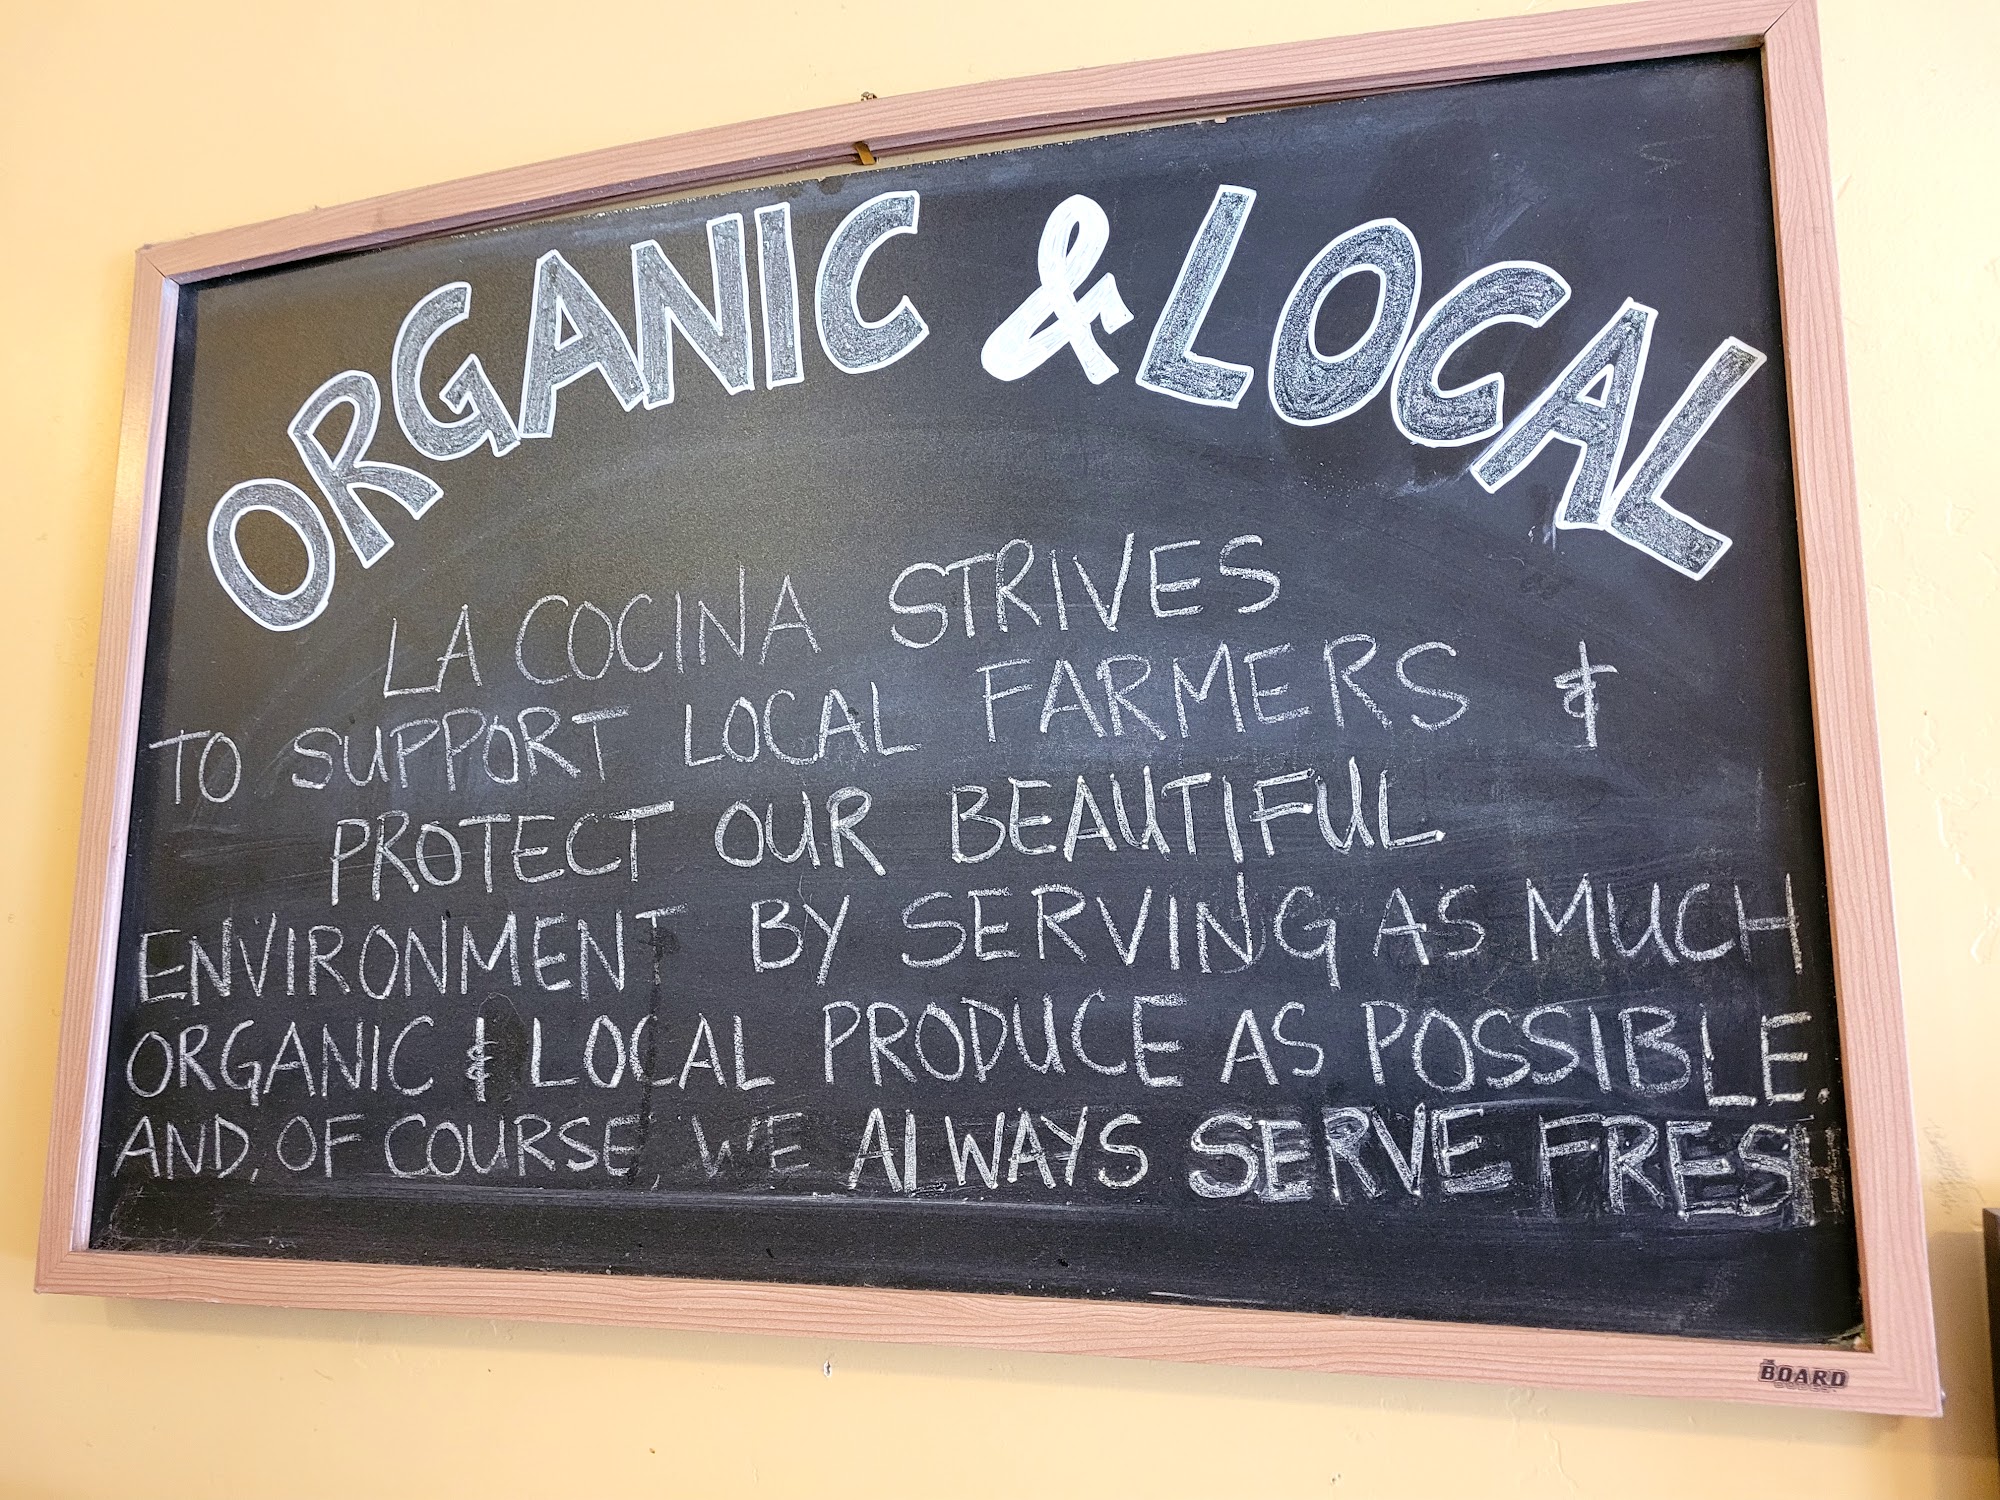 ORGANIC & LOCAL
LA COCINA STRIVES
TO SUPPORT LOCAL FARMERS &
PROTECT OUR BEAUTIFUL
ENVIRONMENT BY SERVING AS MUCH
ORGANIC & LOCAL PRODUCE AS POSSIBLE.
AND, OF COURSE, WE ALWAYS SERVE FRESH
THE
BOARD